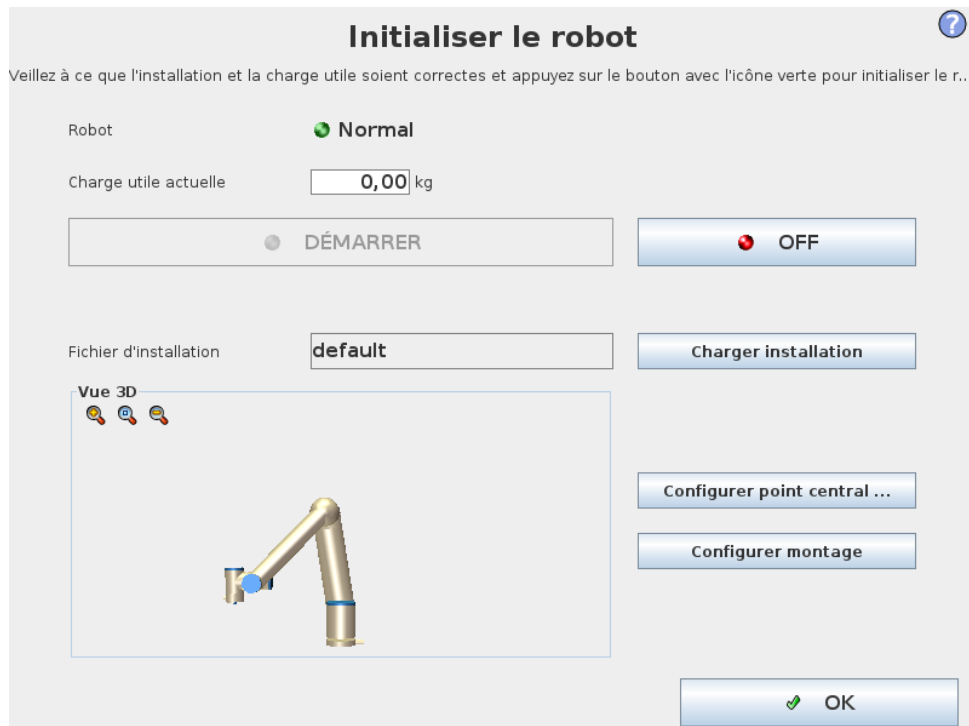 Initialiser le robot
?
Veillez à ce que l'installation et la charge utile soient correctes et appuyez sur le bouton avec l'icône verte pour initialiser le r..
Robot Normal
Charge utile actuelle 0,00 kg
DÉMARRER OFF
Fichier d'installation default Charger installation
Vue 3D
Configurer point central ...
Configurer montage
OK